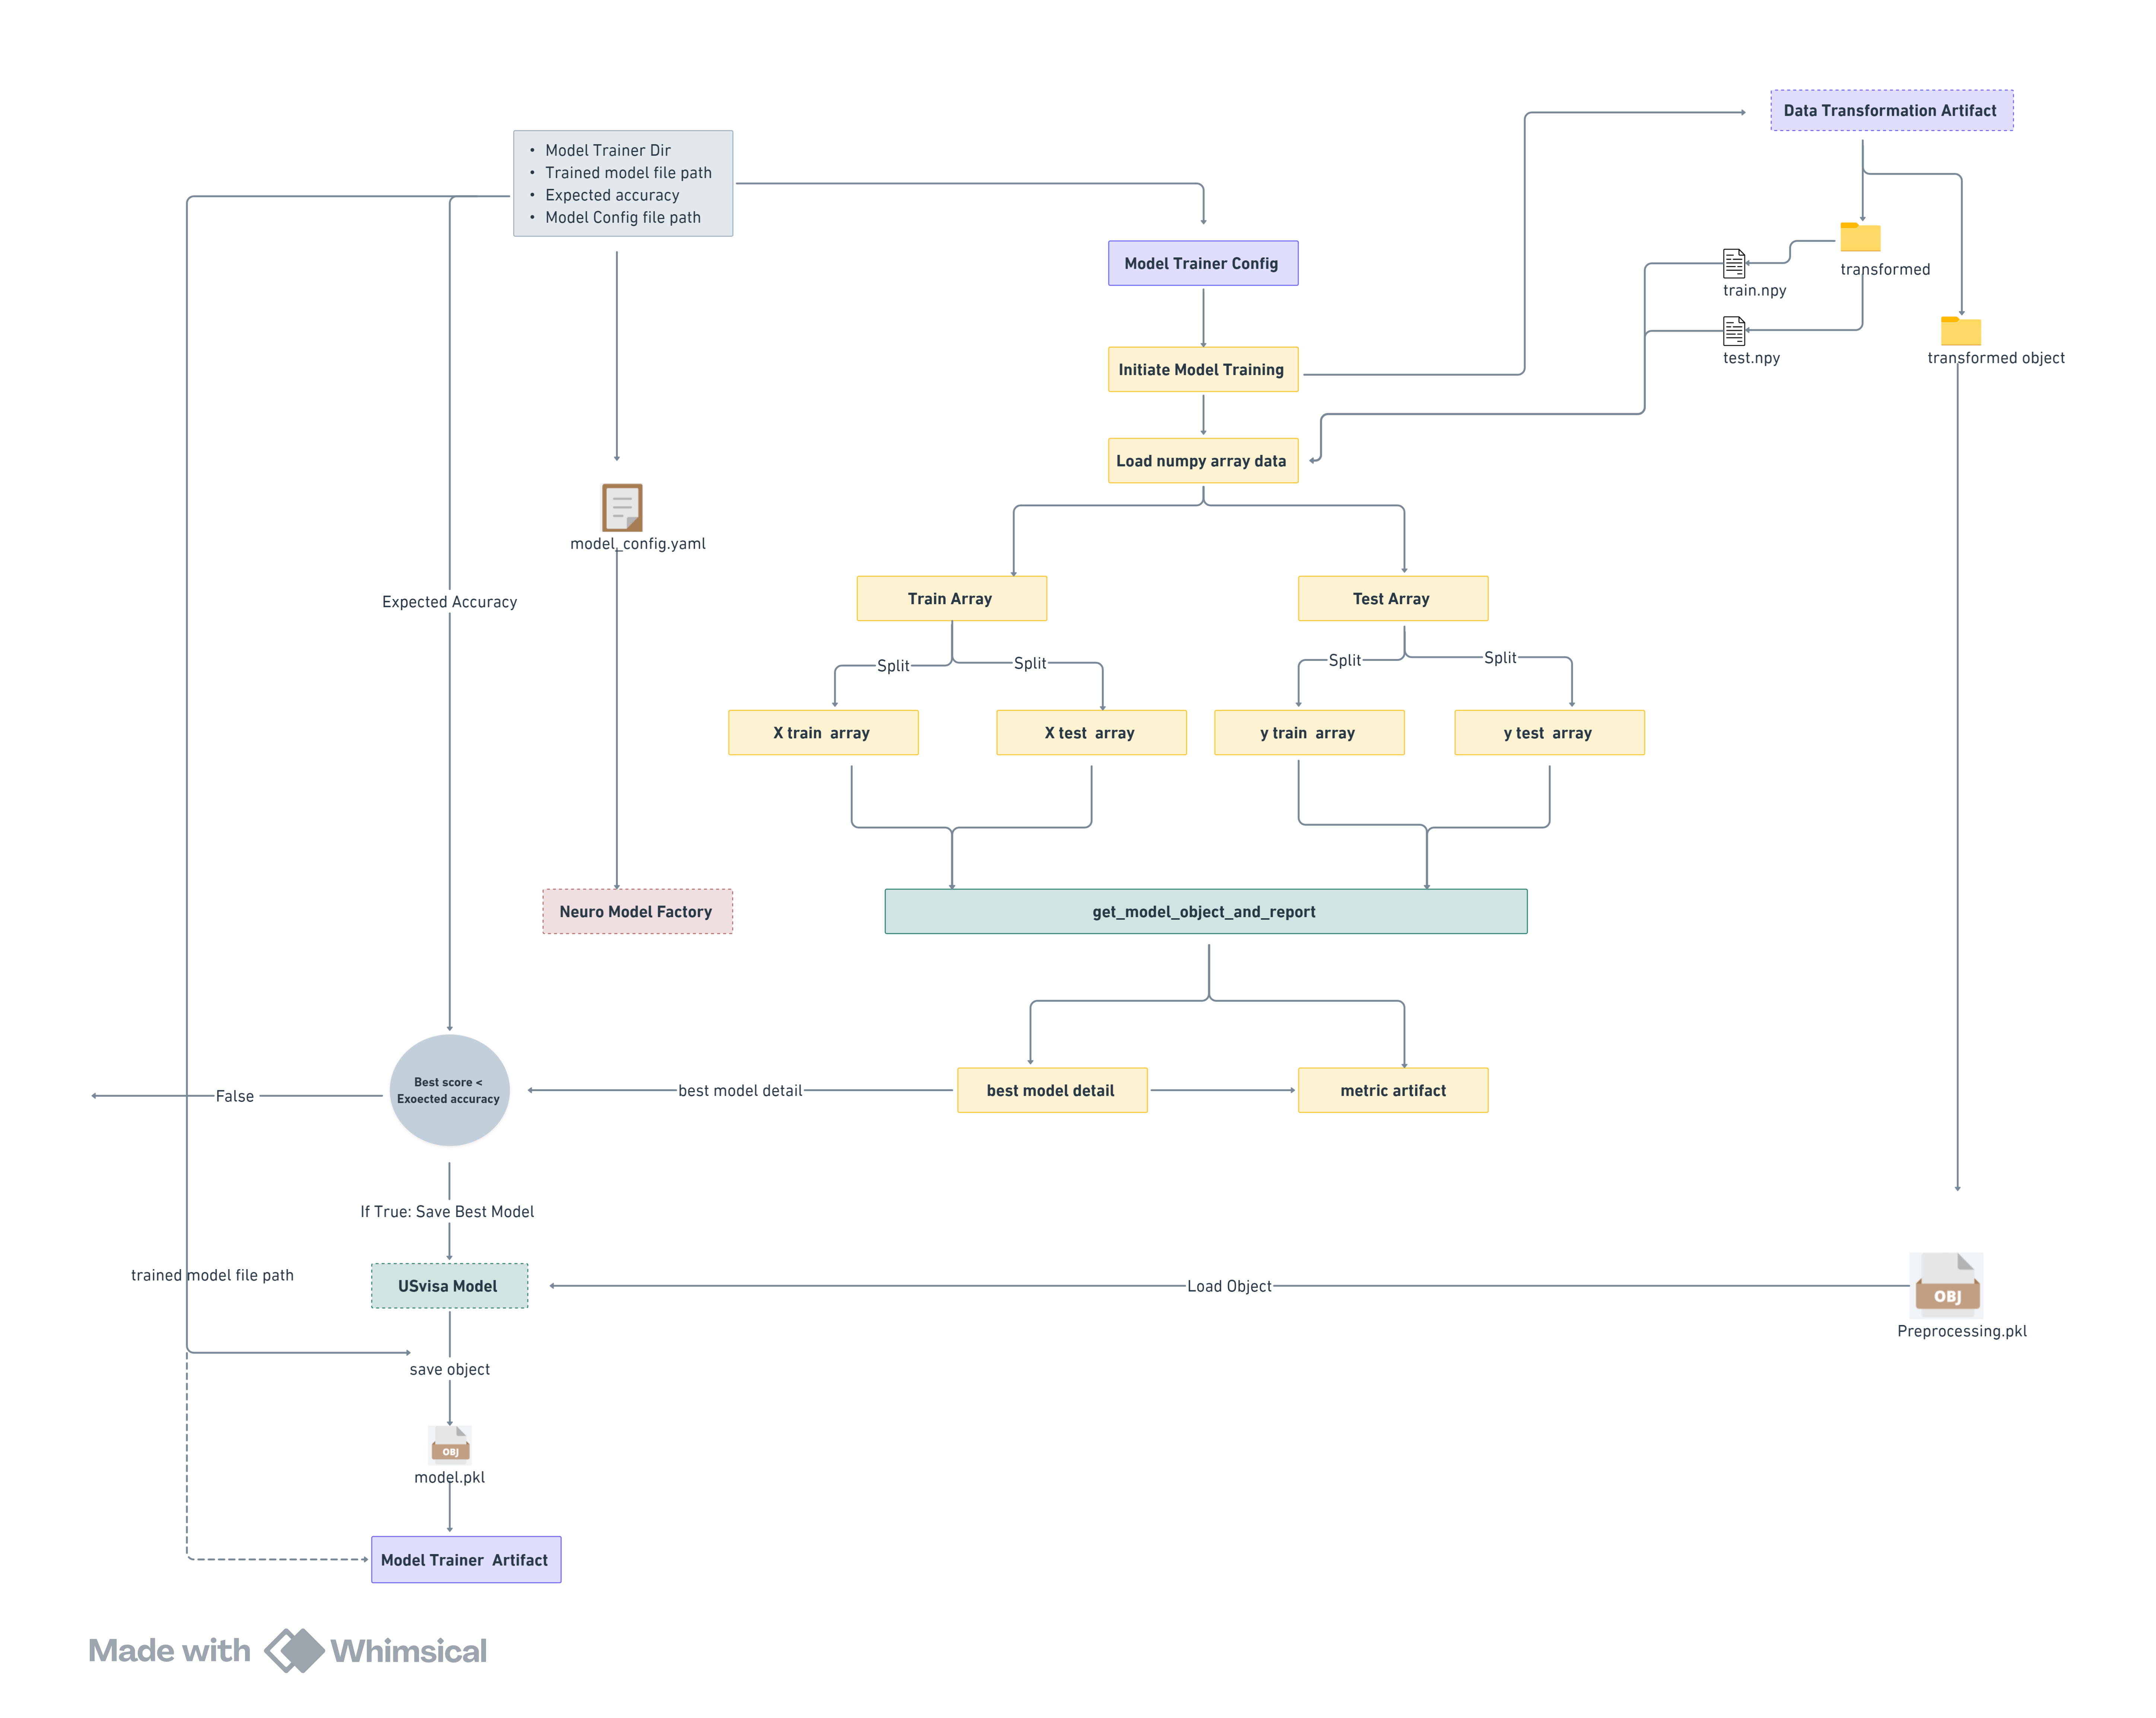 Data Transformation Artifact
• Model Trainer Dir
• Trained model file path
• Expected accuracy
• Model Config file path
Model Trainer Config
transformed
train.npy
test.npy
transformed object
Initiate Model Training
Load numpy array data
model_config.yaml
Expected Accuracy
Train Array
Test Array
Split
Split
Split
Split
X train array
X test array
y train array
y test array
Neuro Model Factory
get_model_object_and_report
Best score <
Exoected accuracy
False
best model detail
best model detail
metric artifact
If True: Save Best Model
trained model file path
USvisa Model
Load Object
OBJ
Preprocessing.pkl
save object
OBJ
model.pkl
Model Trainer Artifact
Made with Whimsical